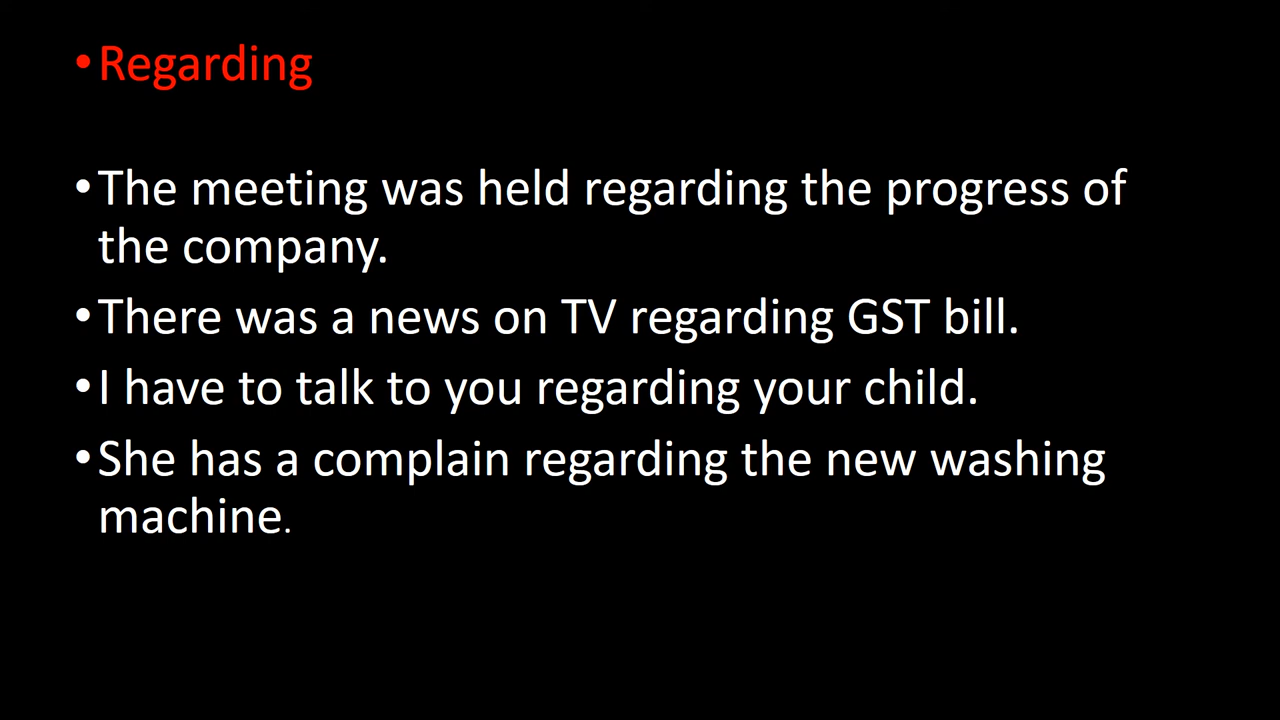 •Regarding
•The meeting was held regarding the progress of
the company.
•There was a news on TV regarding GST bill.
•I have to talk to you regarding your child.
•She has a complain regarding the new washing
machine.